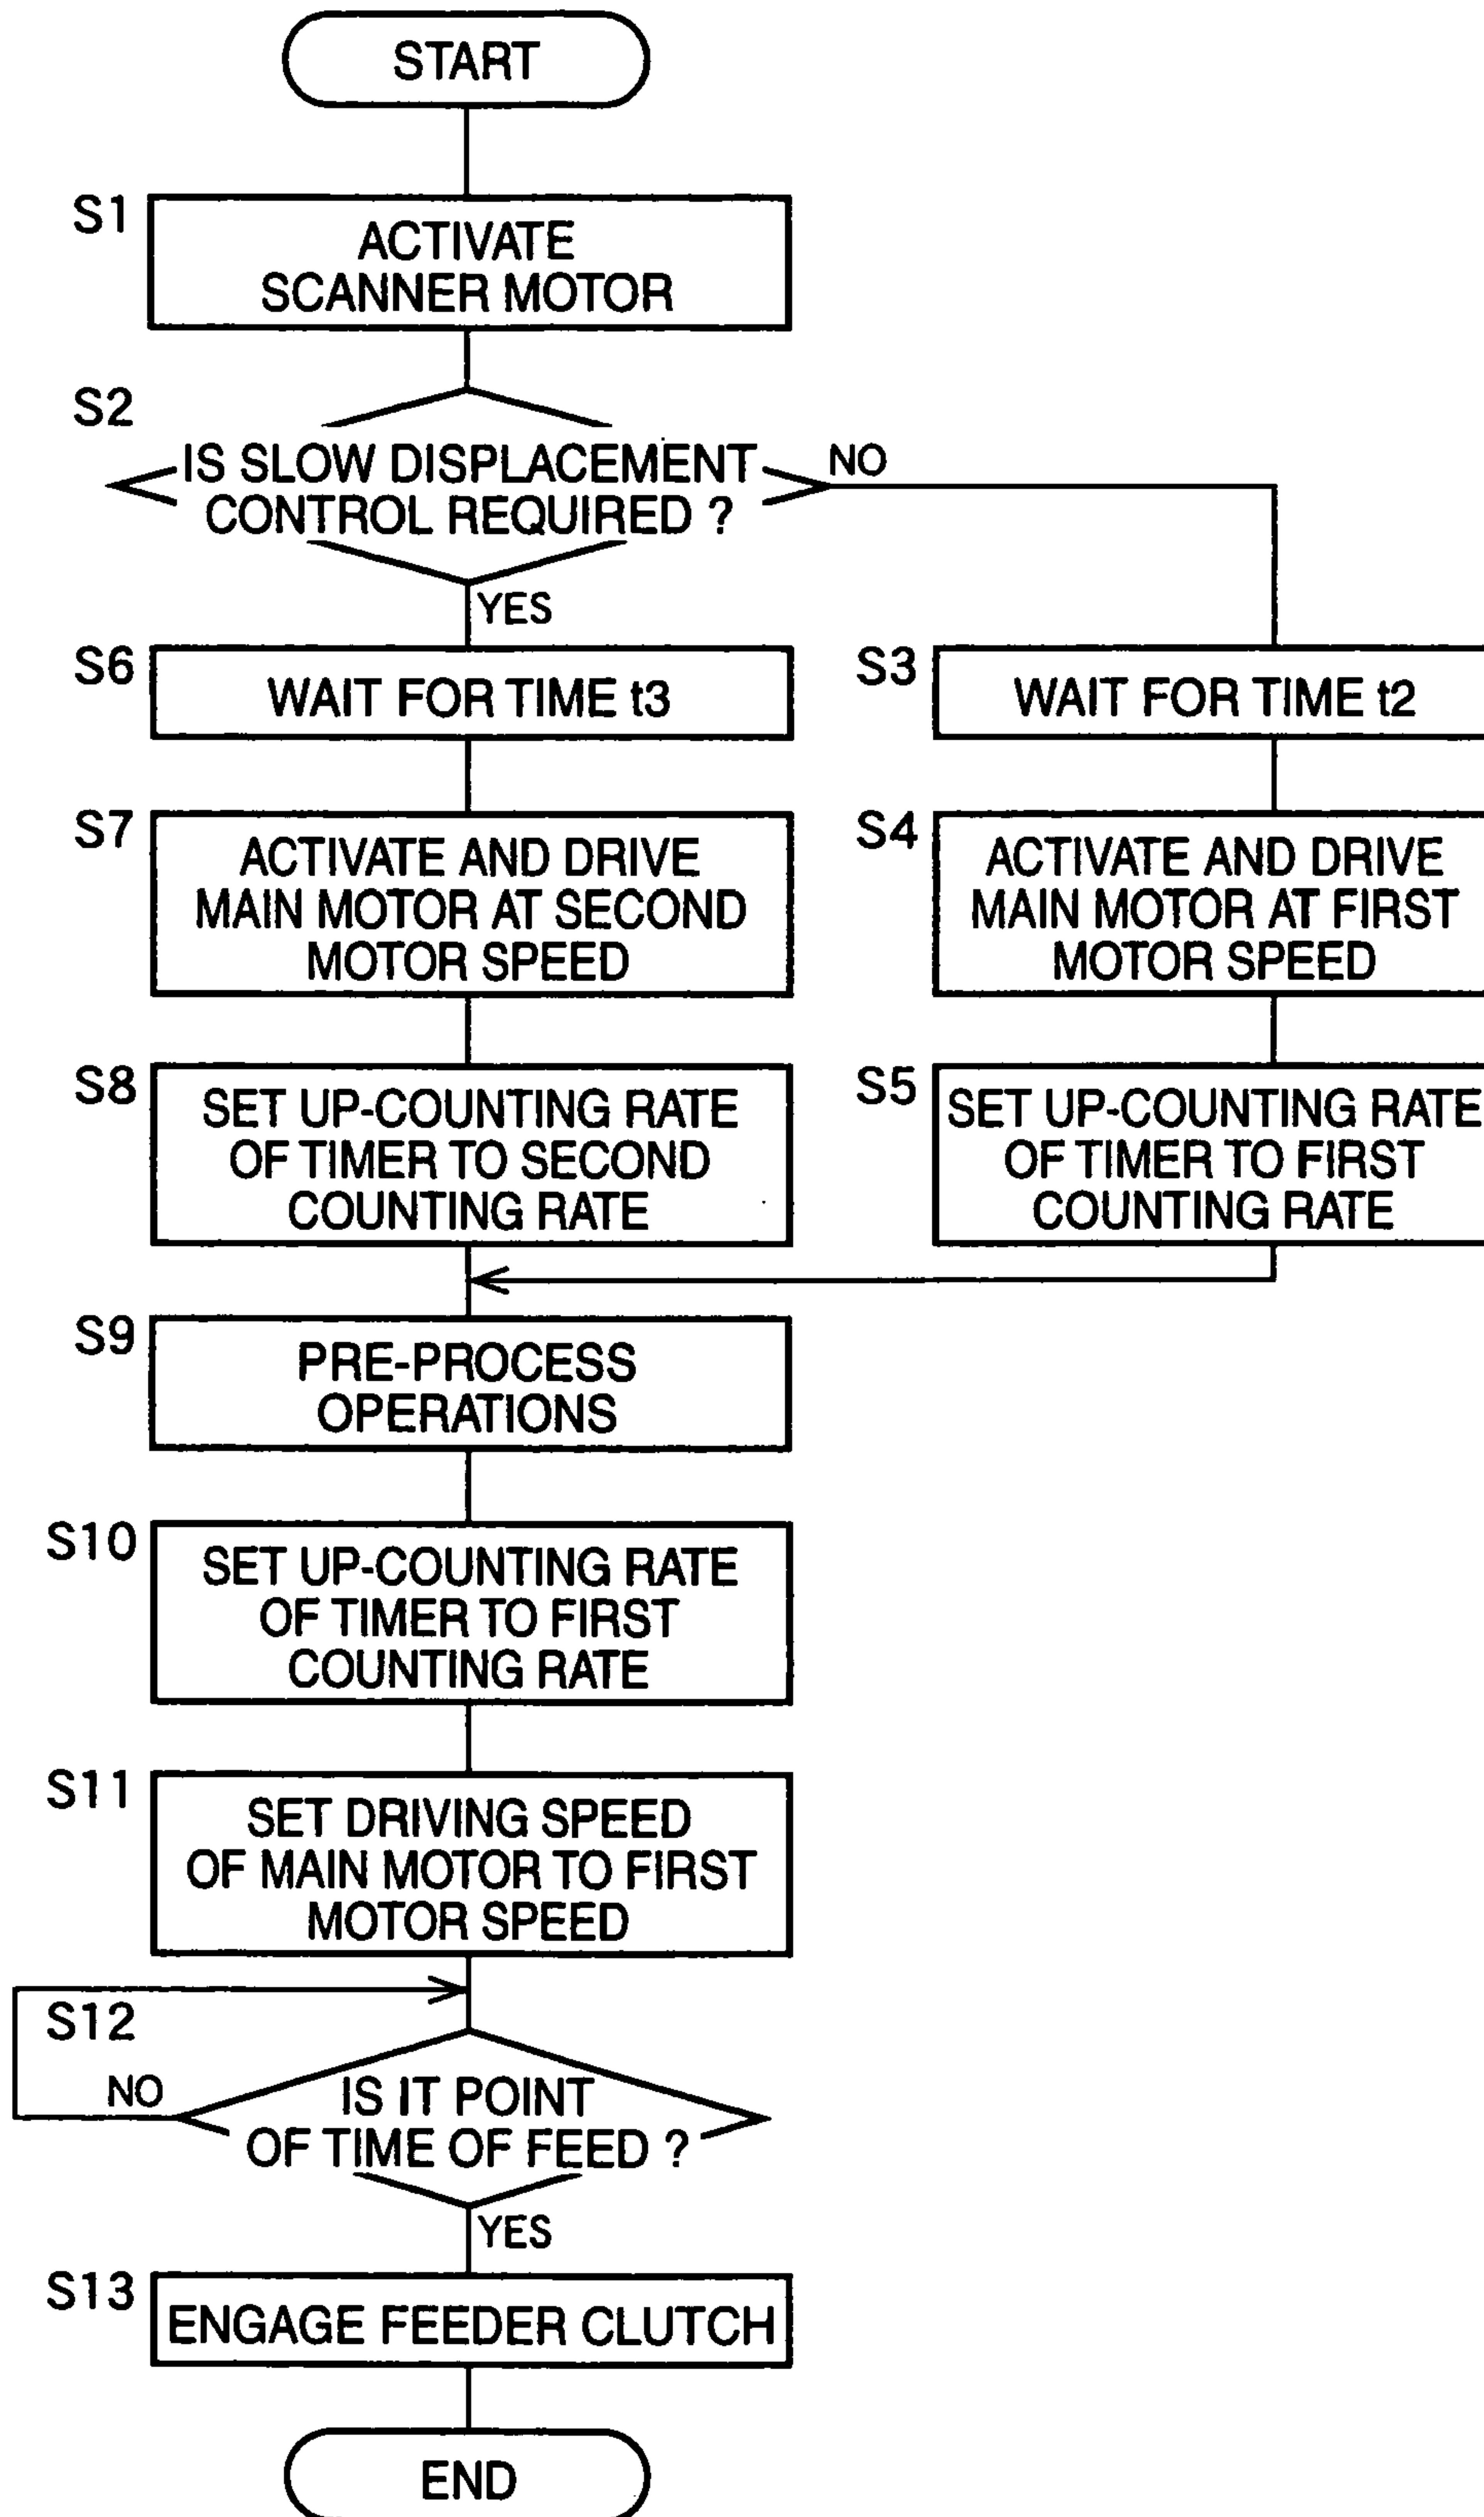 START
S1
ACTIVATE
SCANNER MOTOR
S2
IS SLOW DISPLACEMENT
CONTROL REQUIRED ?
NO
YES
S6
WAIT FOR TIME t3
S3
WAIT FOR TIME t2
S7
ACTIVATE AND DRIVE
MAIN MOTOR AT SECOND
MOTOR SPEED
S4
ACTIVATE AND DRIVE
MAIN MOTOR AT FIRST
MOTOR SPEED
S8
SET UP-COUNTING RATE
OF TIMER TO SECOND
COUNTING RATE
S5
SET UP-COUNTING RATE
OF TIMER TO FIRST
COUNTING RATE
S9
PRE-PROCESS
OPERATIONS
S10
SET UP-COUNTING RATE
OF TIMER TO FIRST
COUNTING RATE
S11
SET DRIVING SPEED
OF MAIN MOTOR TO FIRST
MOTOR SPEED
S12
NO
IS IT POINT
OF TIME OF FEED ?
YES
S13
ENGAGE FEEDER CLUTCH
END